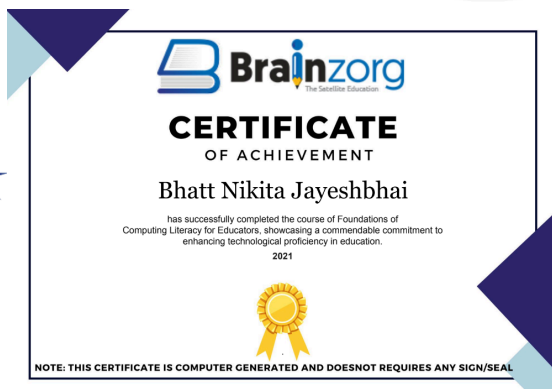 Brainzorg
The Satellite Education
CERTIFICATE
OF ACHIEVEMENT
Bhatt Nikita Jayeshbhai
has successfully completed the course of Foundations of
Computing Literacy for Educators, showcasing a commendable commitment to
enhancing technological proficiency in education.
2021
NOTE: THIS CERTIFICATE IS COMPUTER GENERATED AND DOESNOT REQUIRES ANY SIGN/SEAL